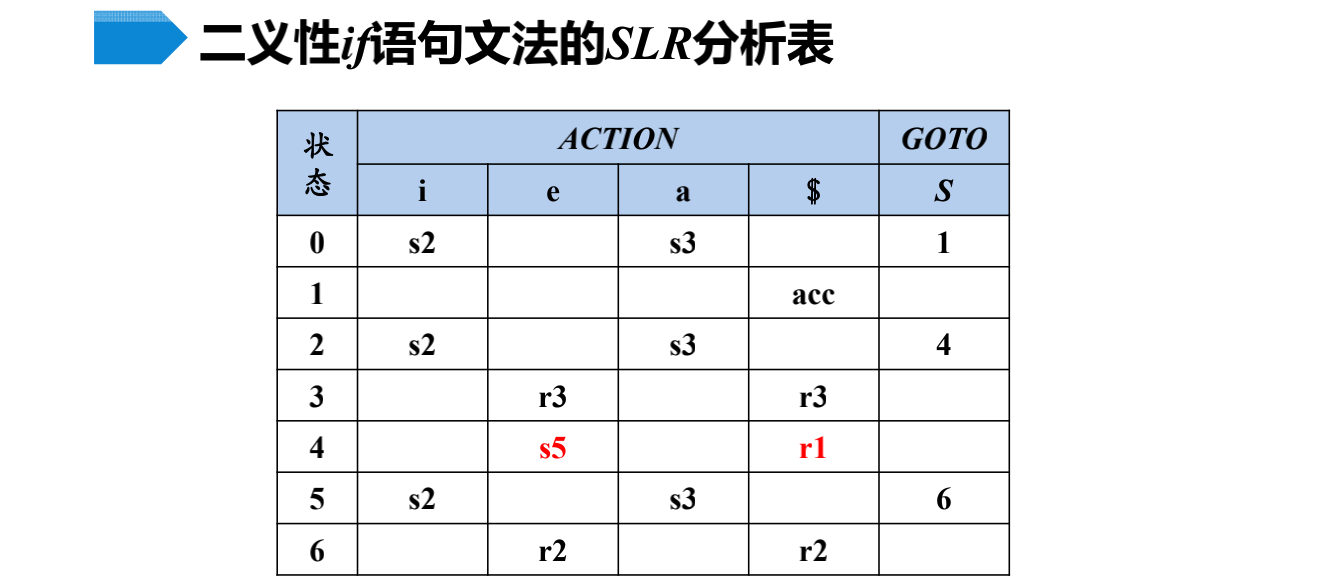 二义性if语句文法的SLR分析表
状态 ACTION GOTO
i e a $ S
0 s2 s3 1
1 acc
2 s2 s3 4
3 r3 r3
4 s5 r1
5 s2 s3 6
6 r2 r2